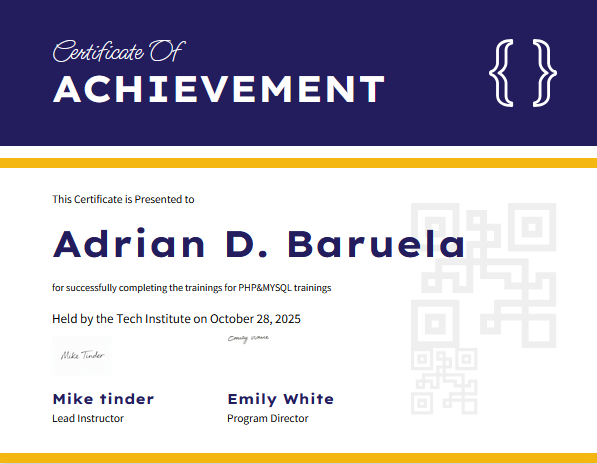 Certificate Of
ACHIEVEMENT
{ }
This Certificate is Presented to
Adrian D. Baruela
for successfully completing the trainings for PHP&MYSQL trainings
Held by the Tech Institute on October 28, 2025
Mike Tinder
Emily White
Mike tinder
Emily White
Lead Instructor
Program Director